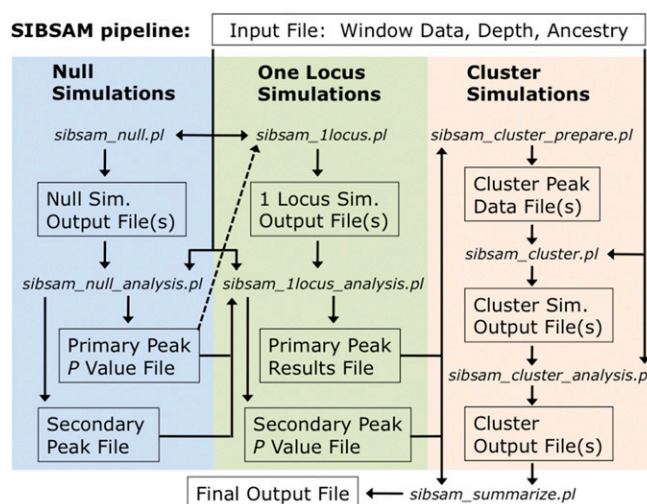 SIBSAM pipeline:
Input File: Window Data, Depth, Ancestry
Null
Simulations
sibsam_null.pl
Null Sim.
Output File(s)
sibsam_null_analysis.pl
Primary Peak
P Value File
Secondary
Peak File
One Locus
Simulations
sibsam_1locus.pl
1 Locus Sim.
Output File(s)
sibsam_1locus_analysis.pl
Primary Peak
Results File
Secondary Peak
P Value File
Cluster
Simulations
sibsam_cluster_prepare.pl
Cluster Peak
Data File(s)
sibsam_cluster.pl
Cluster Sim.
Output File(s)
sibsam_cluster_analysis.pl
Cluster
Output File(s)
sibsam_summarize.pl
Final Output File